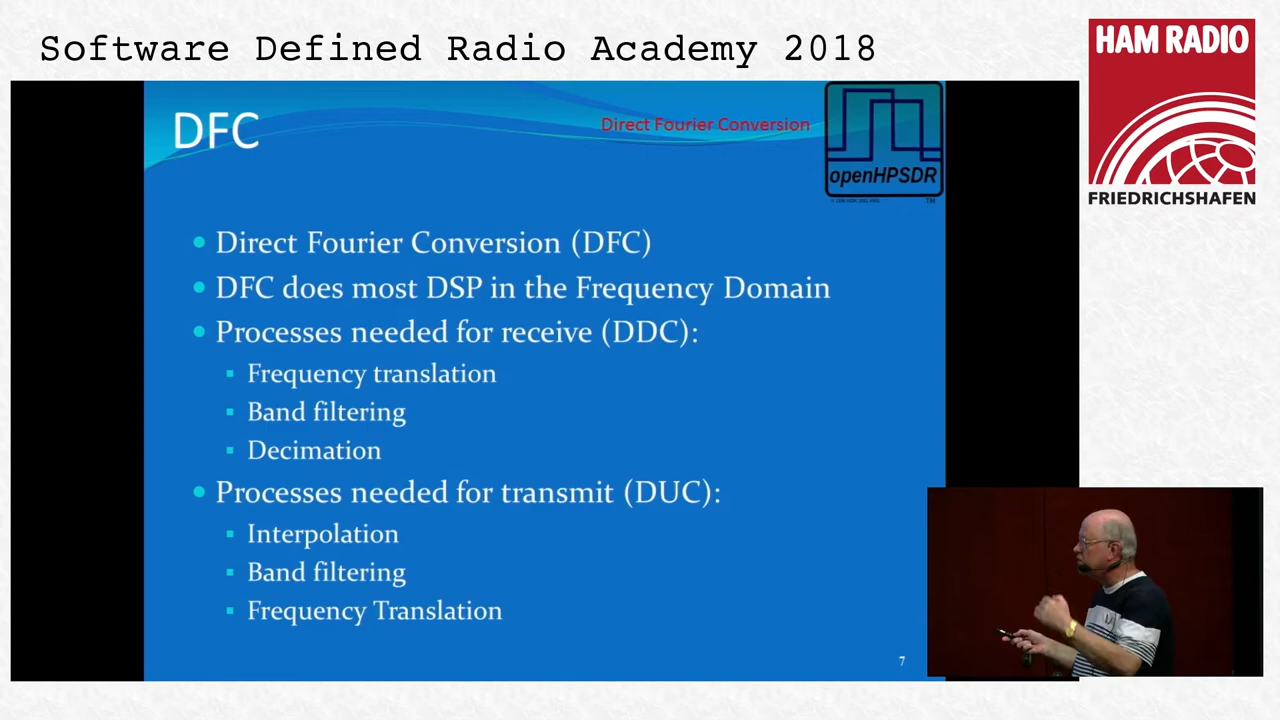 Software Defined Radio Academy 2018
HAM RADIO
FRIEDRICHSHAFEN
DFC
Direct Fourier Conversion
openHPSDR
TM
• Direct Fourier Conversion (DFC)
• DFC does most DSP in the Frequency Domain
• Processes needed for receive (DDC):
▪ Frequency translation
▪ Band filtering
▪ Decimation
• Processes needed for transmit (DUC):
▪ Interpolation
▪ Band filtering
▪ Frequency Translation
7